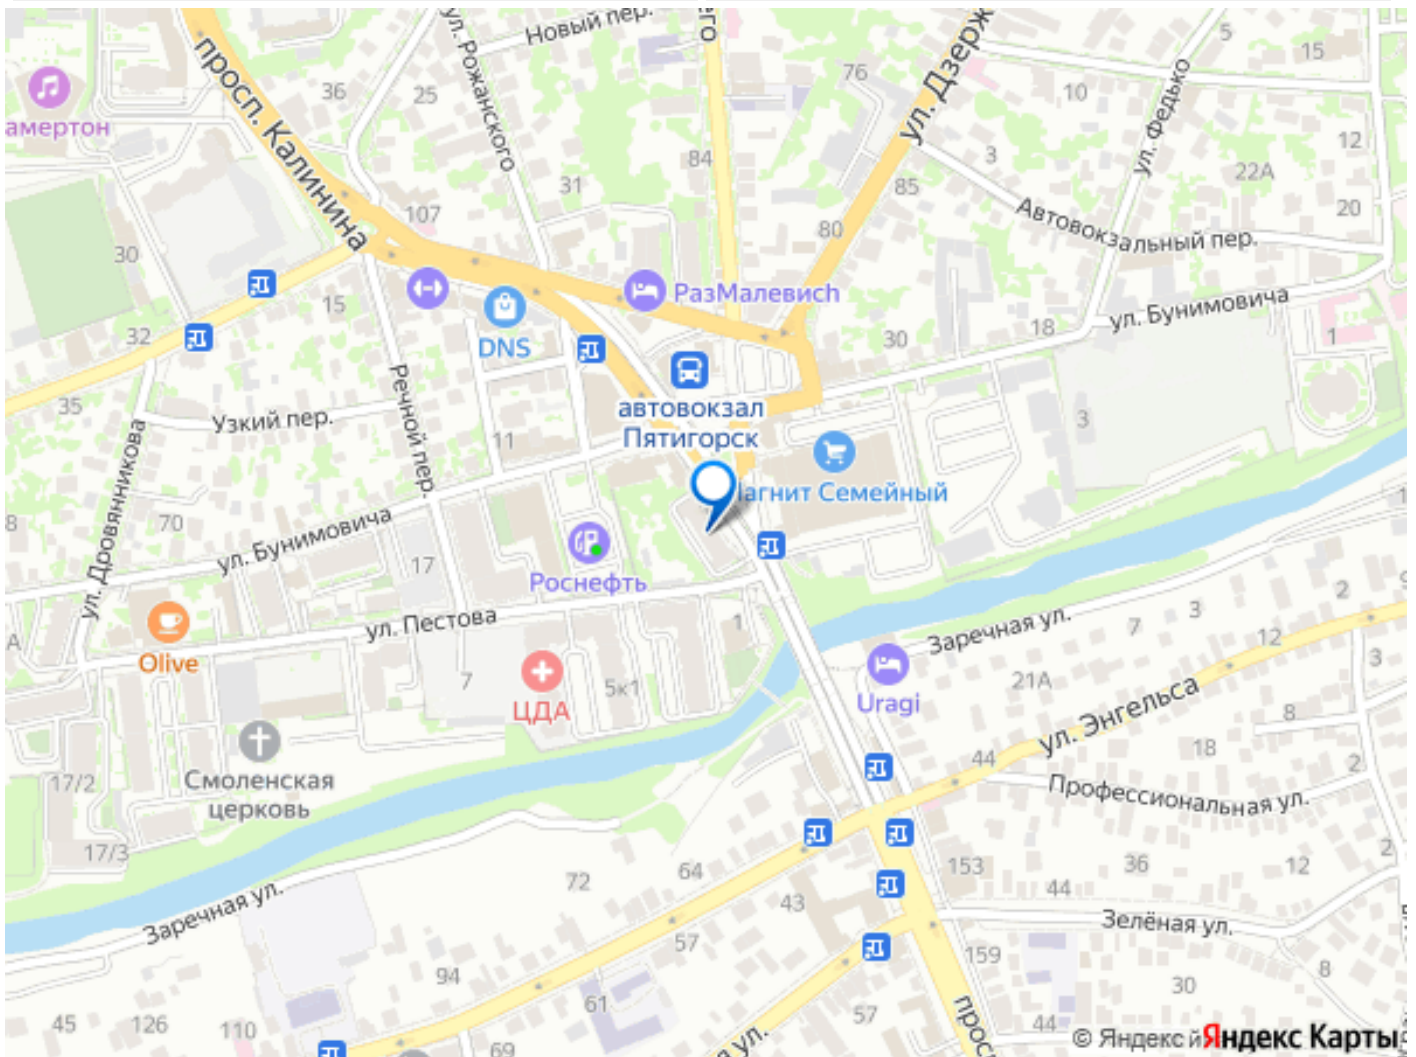 Новый пер.
ул. Рожанского
его
ул. Дзерж
5
15
76
36
25
10
просп. Калинина
амертон
ул. Федько
12
84
3
31
85
22А
20
107
80
Автовокзальный пер.
30
15
РазМалевич
ул. Бунимовича
32
DNS
30
18
1
35
Узкий пер.
Речной пер.
автовокзал
Пятигорск
3
11
ул. Дровянникова
агнит Семейный
8
70
ул. Бунимовича
17
Роснефть
1
2
9
3
7
12
Заречная ул.
ул. Пестова
1
А
Olive
7
ЦДА
5к1
Uragi
21А
3
ул. Энгельса
8
18
44
2
Смоленская
церковь
17/2
Профессиональная ул.
17/3
72
64
153
36
12
2
44
43
Зелёная ул.
Заречная ул.
57
159
94
8
30
61
57
45
126
110
69
я ул.
прос
44
© Яндекс й
Яндекс Карты